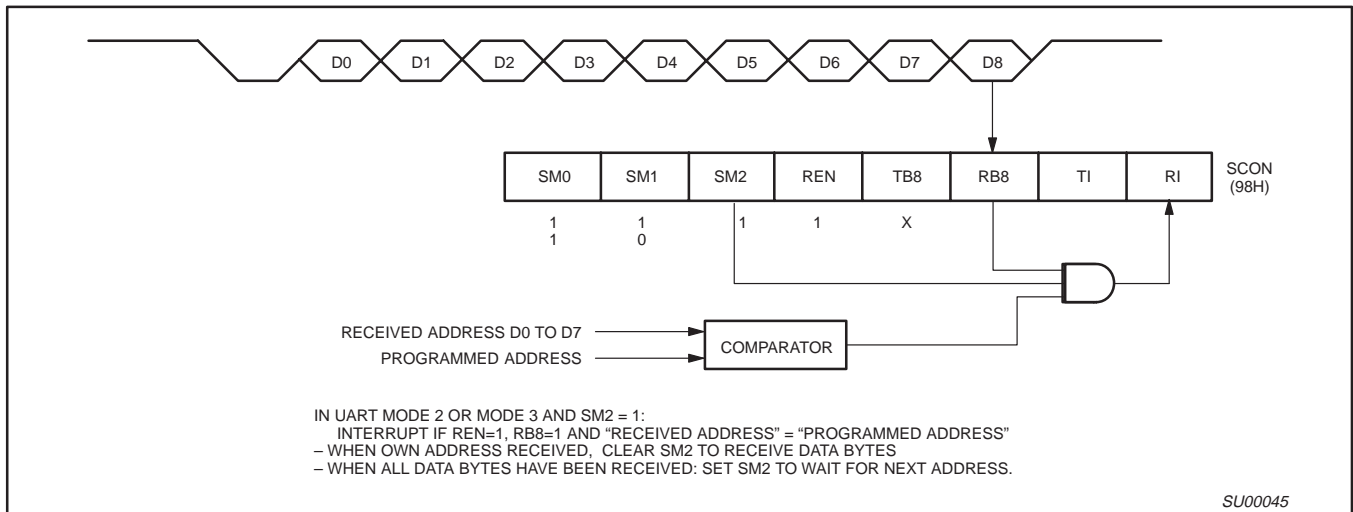 D0 D1 D2 D3 D4 D5 D6 D7 D8
SM0 SM1 SM2 REN TB8 RB8 TI RI
SCON
(98H)
1 1 1 1 X
1 0
RECEIVED ADDRESS D0 TO D7
PROGRAMMED ADDRESS
COMPARATOR
IN UART MODE 2 OR MODE 3 AND SM2 = 1:
INTERRUPT IF REN=1, RB8=1 AND “RECEIVED ADDRESS” = “PROGRAMMED ADDRESS”
– WHEN OWN ADDRESS RECEIVED, CLEAR SM2 TO RECEIVE DATA BYTES
– WHEN ALL DATA BYTES HAVE BEEN RECEIVED: SET SM2 TO WAIT FOR NEXT ADDRESS.
SU00045